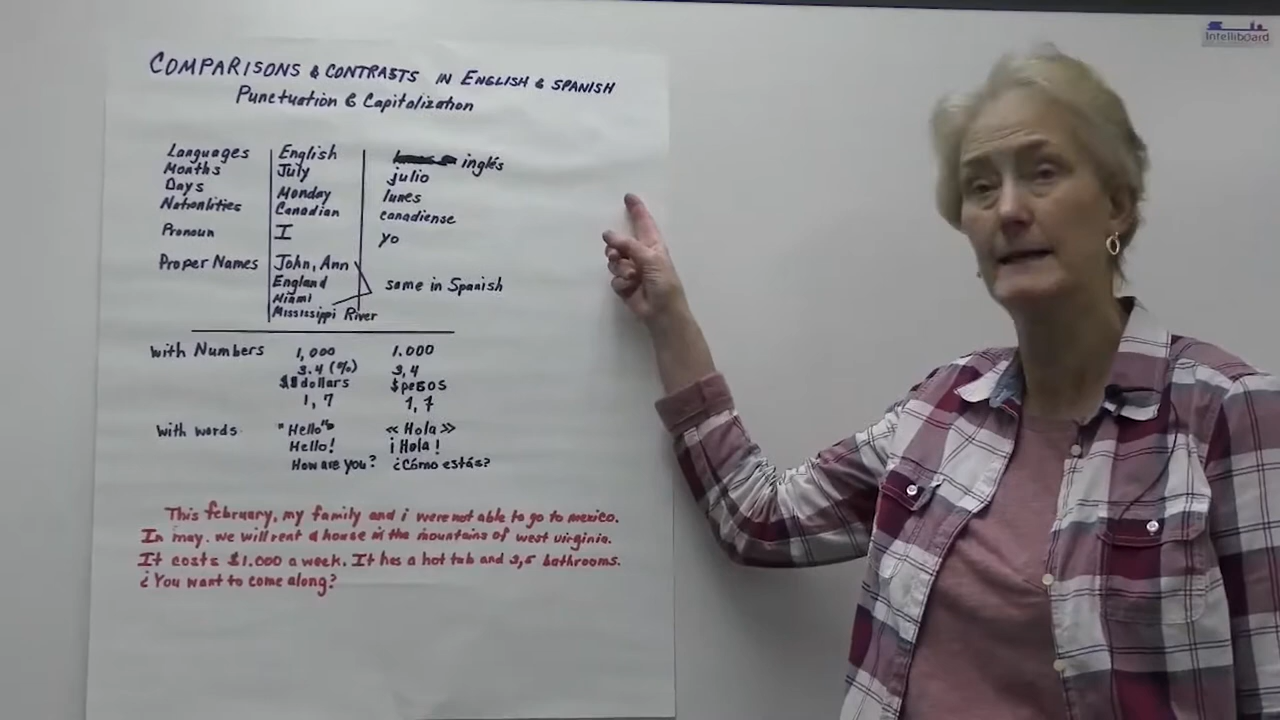 COMPARISONS & CONTRASTS IN ENGLISH & SPANISH
Punctuation & Capitolization
Languages English inglés
Months July julio
Days Monday lunes
Nationlities Canadian canadiense
Pronoun I yo
Proper Names John, Ann
England same in Spanish
Miami
Mississippi River
With Numbers 1,000 1.000
3.4 (%) 3,4
$8 dollars $pesos
1, 7 1, 7
With words "Hello" « Hola »
Hello! ¡Hola!
How are you? ¿Cómo estás?
This february, my family and i were not able to go to mexico.
In may. we will rent a house in the mountains of west virginia.
It costs $1.000 a week. It has a hot tub and 3,5 bathrooms.
¿You want to come along?
Intelliboard